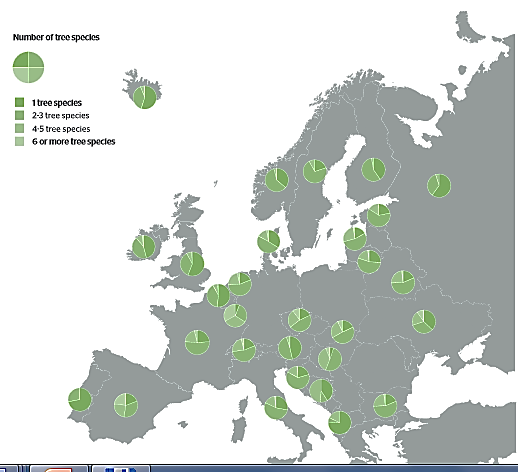 Number of tree species
1 tree species
2-3 tree species
4-5 tree species
6 or more tree species